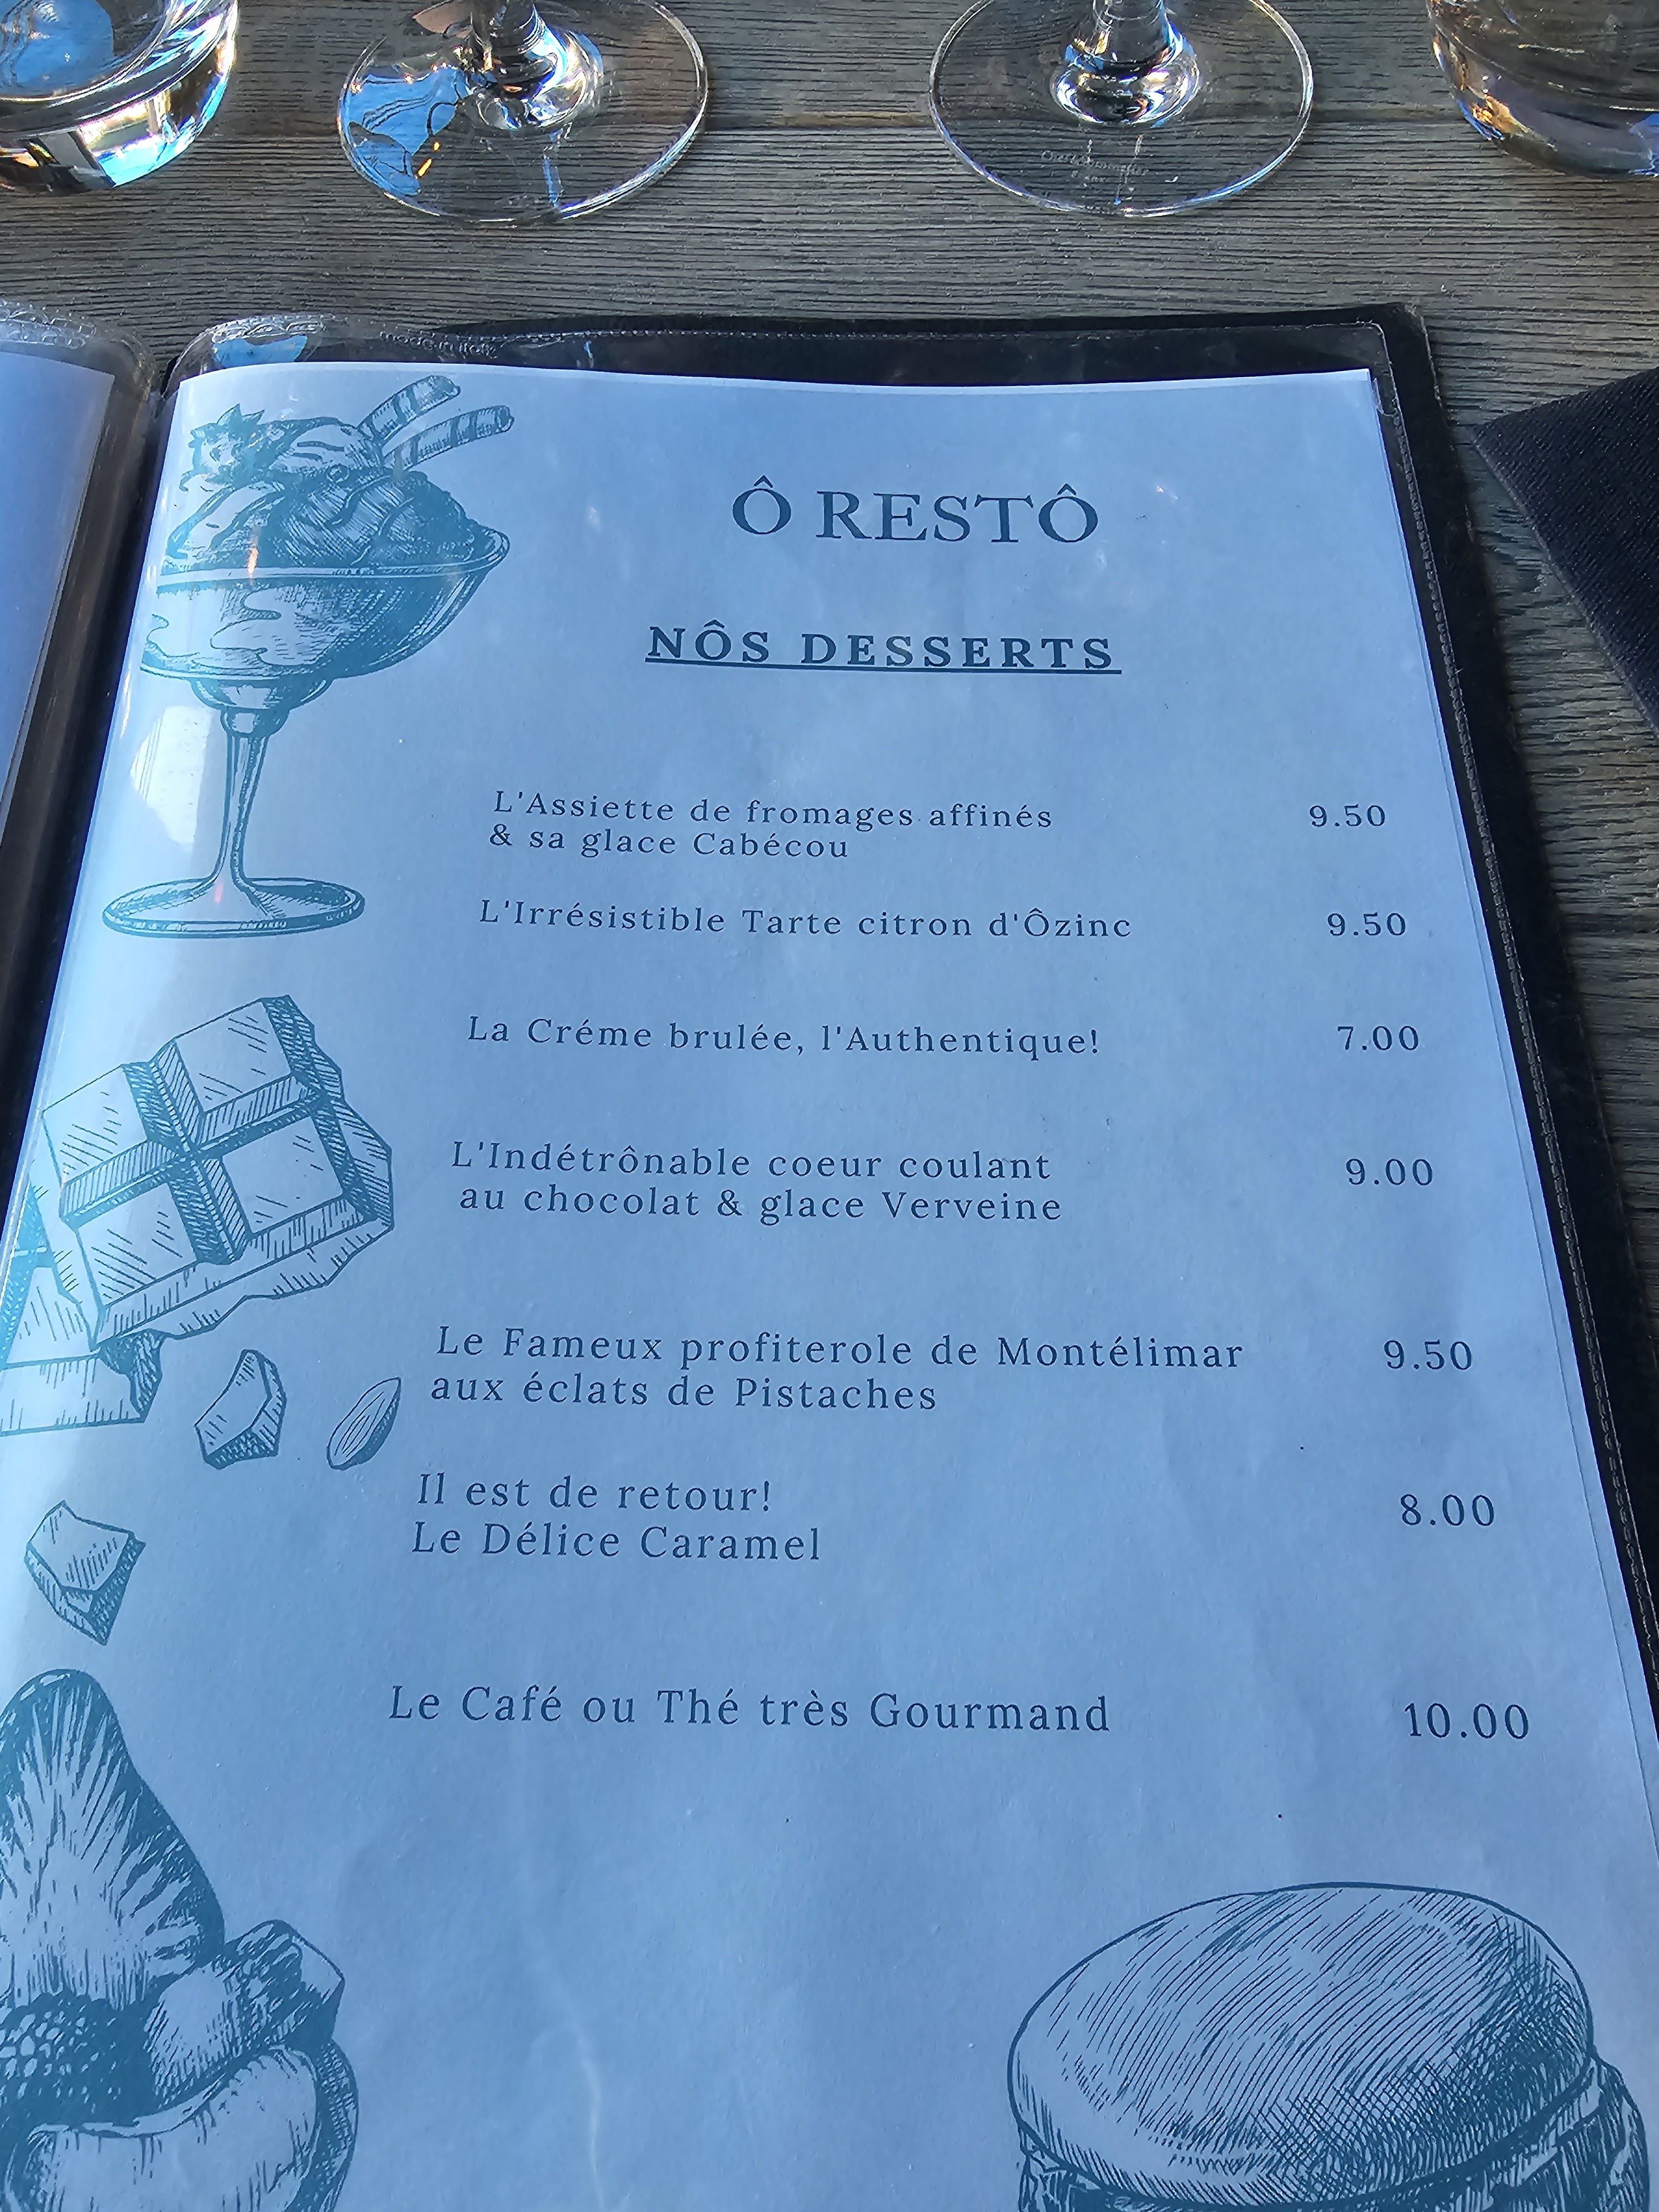 Ô RESTÔ
NÔS DESSERTS
L'Assiette de fromages affinés 9.50
& sa glace Cabécou
L'Irrésistible Tarte citron d'Ôzinc 9.50
La Créme brulée, l'Authentique! 7.00
L'Indétrônable coeur coulant 9.00
au chocolat & glace Verveine
Le Fameux profiterole de Montélimar 9.50
aux éclats de Pistaches
Il est de retour! 8.00
Le Délice Caramel
Le Café ou Thé très Gourmand 10.00